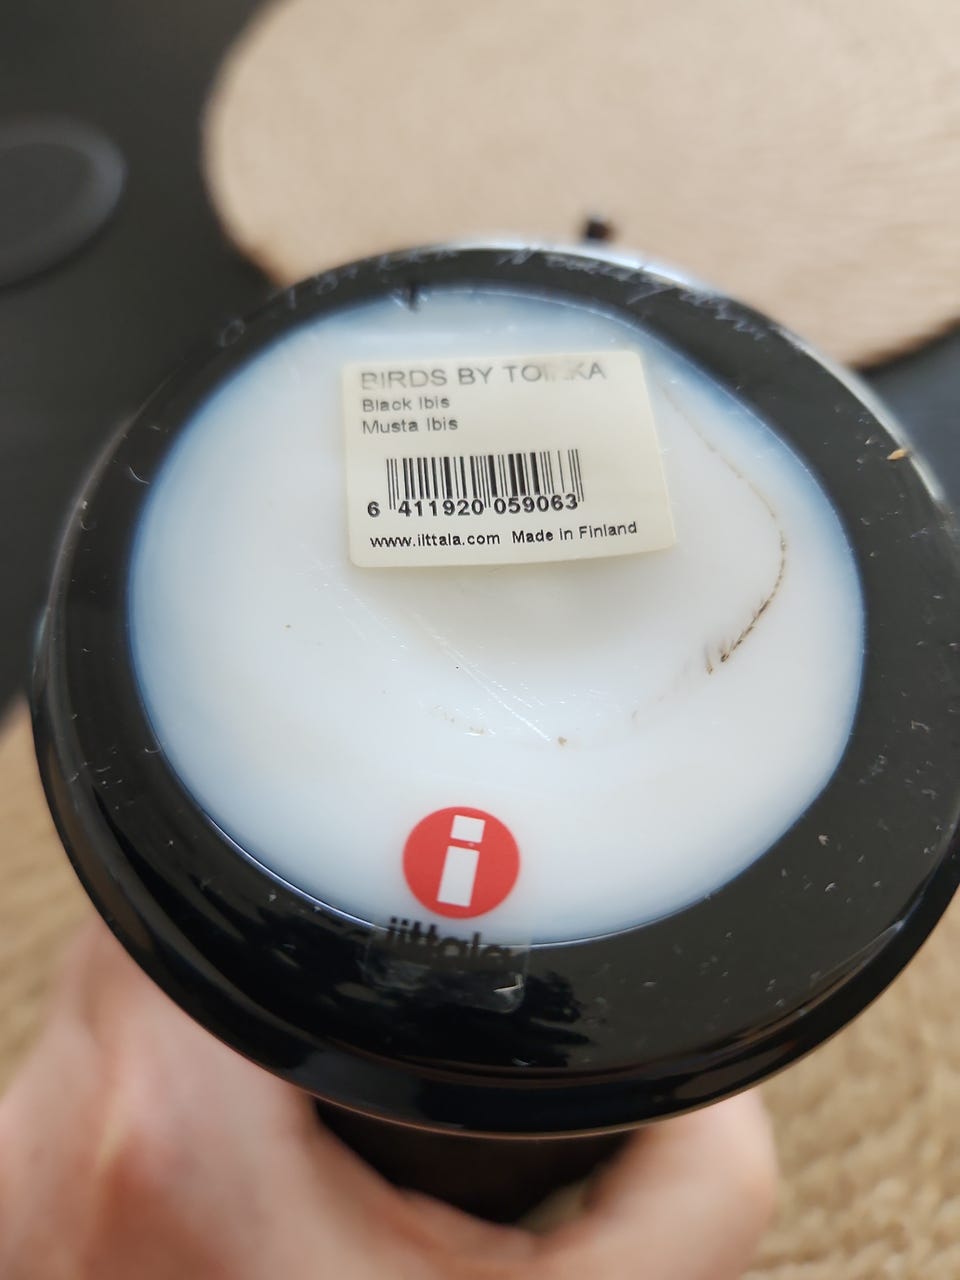 BIRDS BY TOIKKA
Black Ibis
Musta Ibis
6 411920 059063
www.iittala.com Made in Finland
i
iittala